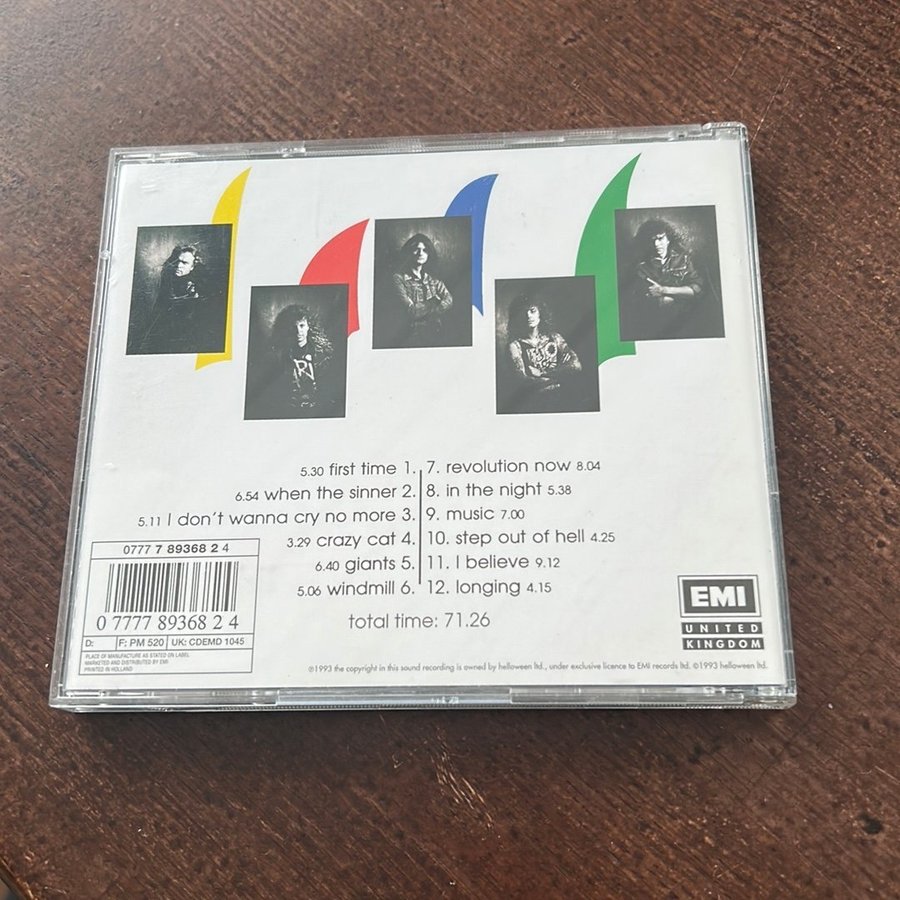 5.30 first time 1.
6.54 when the sinner 2.
5.11 I don't wanna cry no more 3.
3.29 crazy cat 4.
6.40 giants 5.
5.06 windmill 6.
7. revolution now 8.04
8. in the night 5.38
9. music 7.00
10. step out of hell 4.25
11. I believe 9.12
12. longing 4.15
total time: 71.26
0777 7 89368 2 4
0 77778 93682 4
D: F: PM 520 UK: CDEMD 1045
PLACE OF MANUFACTURE AS STATED ON LABEL
MARKETED AND DISTRIBUTED BY EMI
PRINTED IN HOLLAND
EMI
UNITED
KINGDOM
℗1993 the copyright in this sound recording is owned by helloween ltd., under exclusive licence to EMI records ltd. ©1993 helloween ltd.